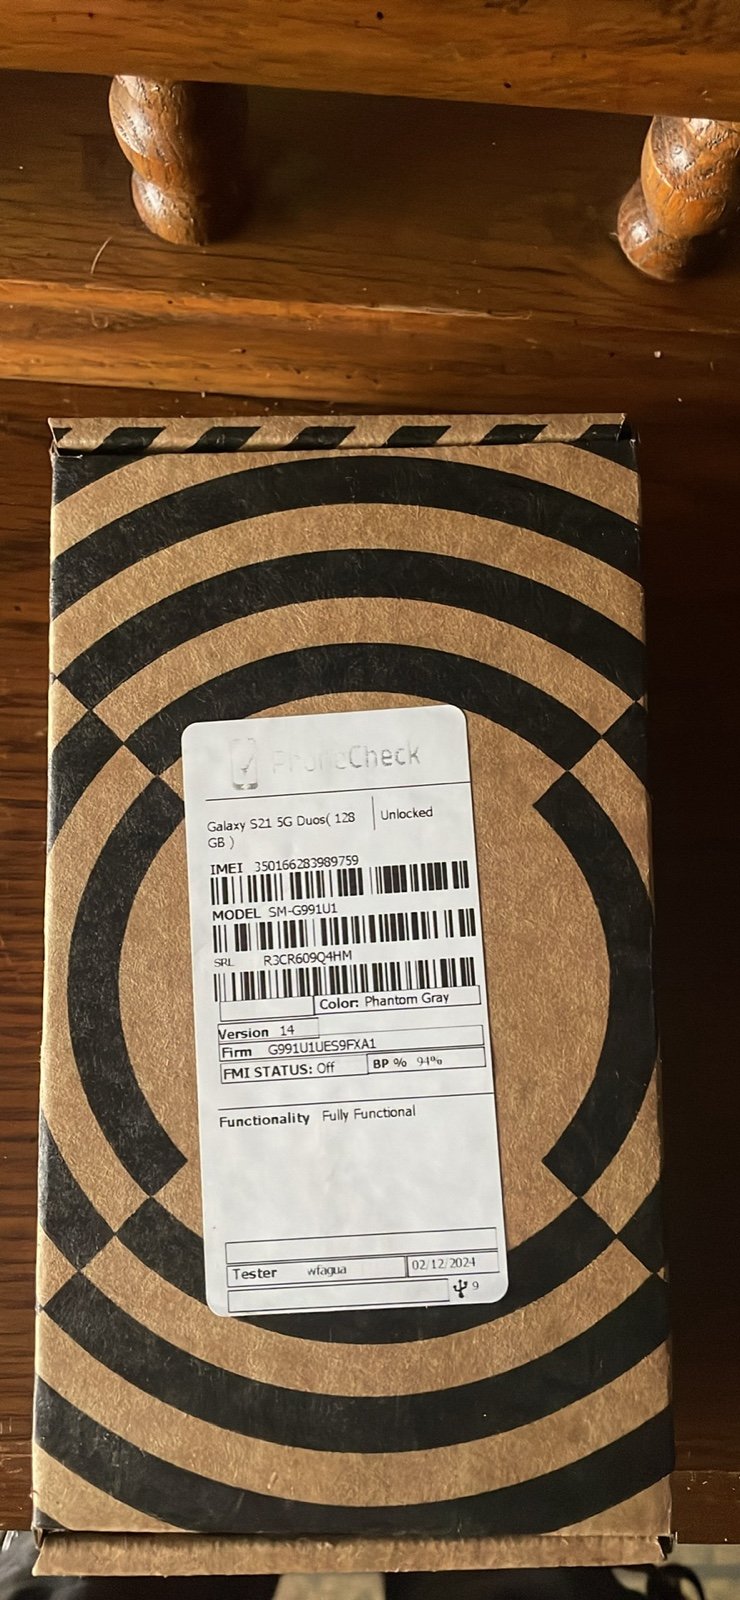 PhoneCheck
Galaxy S21 5G Duos( 128
GB )
Unlocked
IMEI 350166283989759
MODEL SM-G991U1
SRL R3CR609Q4HM
Color: Phantom Gray
Version 14
Firm G991U1UES9FXA1
FMI STATUS: Off
BP % 94%
Functionality Fully Functional
Tester wfagua
02/12/2024
9